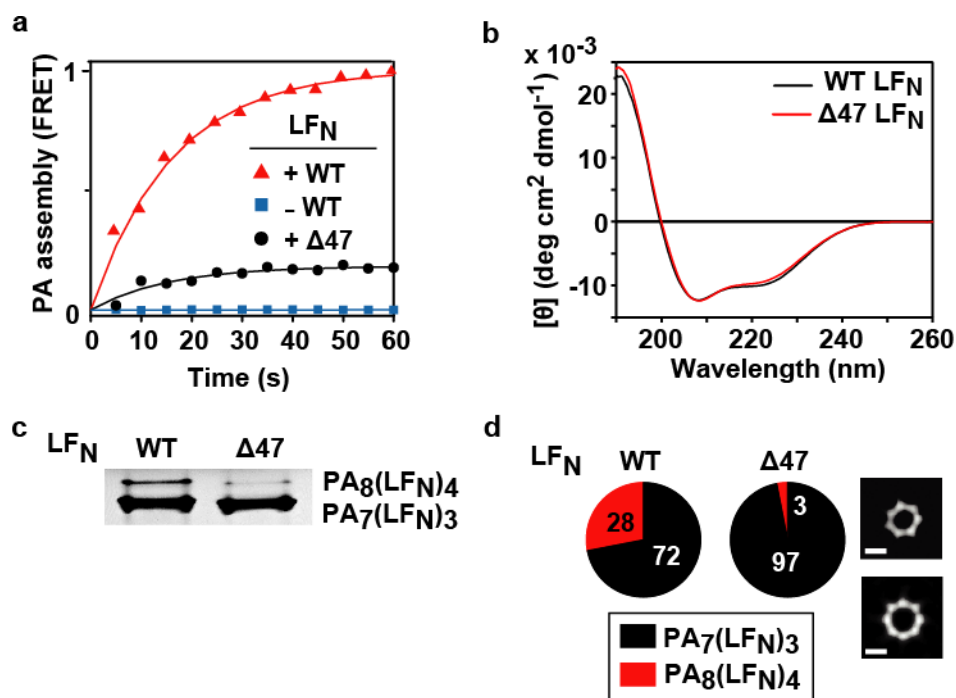 a
PA assembly (FRET)
1
0
LFN
+ WT
– WT
+ Δ47
0 10 20 30 40 50 60
Time (s)
b
x 10-3
[θ] (deg cm2 dmol-1)
20
10
0
-10
WT LFN
Δ47 LFN
200 220 240 260
Wavelength (nm)
c
LFN WT Δ47
PA8(LFN)4
PA7(LFN)3
d
LFN WT Δ47
28
72
3
97
PA7(LFN)3
PA8(LFN)4